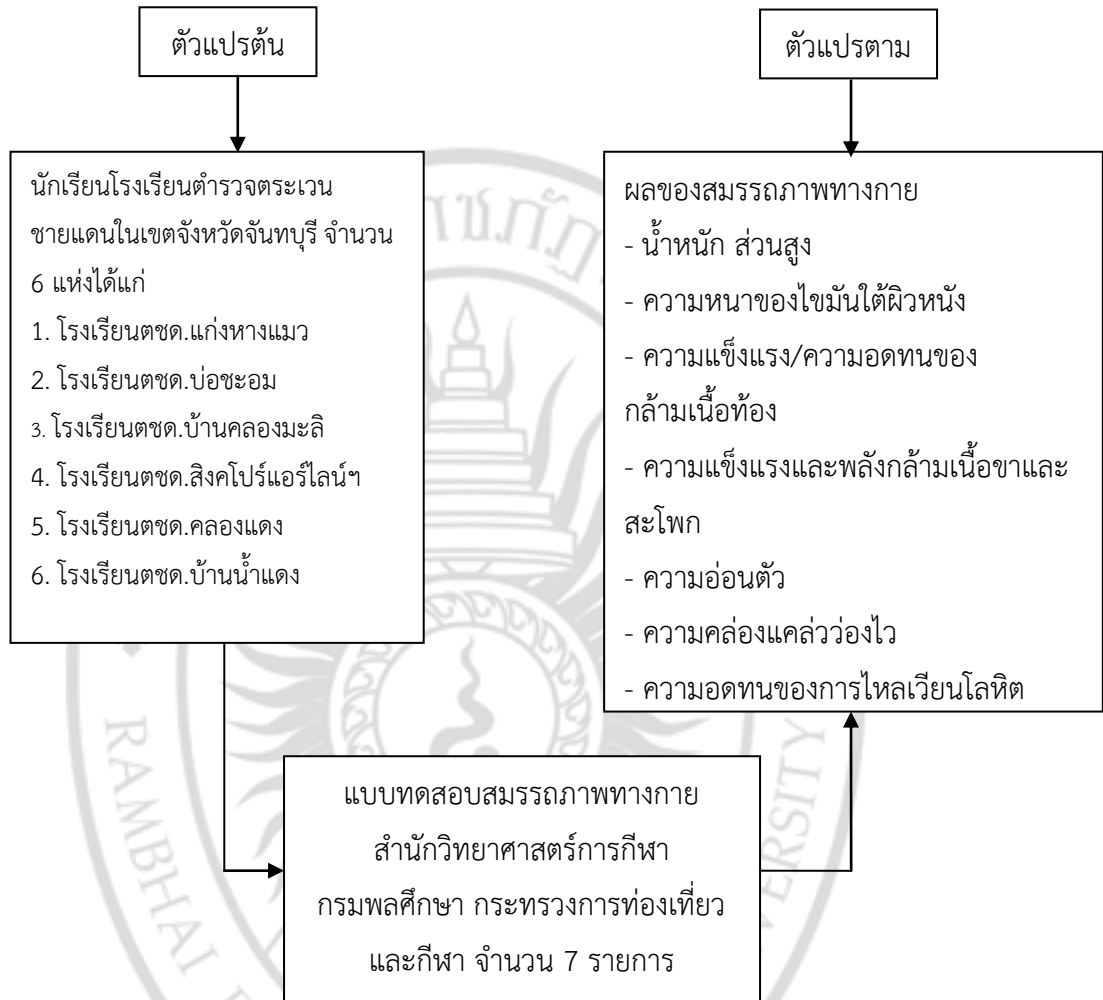 ตัวแปรต้น
นักเรียนโรงเรียนตำรวจตระเวน
ชายแดนในเขตจังหวัดจันทบุรี จำนวน
6 แห่งได้แก่
1. โรงเรียนตชด.แก่งหางแมว
2. โรงเรียนตชด.บ่อชะอม
3. โรงเรียนตชด.บ้านคลองมะลิ
4. โรงเรียนตชด.สิงคโปร์แอร์ไลน์ฯ
5. โรงเรียนตชด.คลองแดง
6. โรงเรียนตชด.บ้านน้ำแดง
ตัวแปรตาม
ผลของสมรรถภาพทางกาย
- น้ำหนัก ส่วนสูง
- ความหนาของไขมันใต้ผิวหนัง
- ความแข็งแรง/ความอดทนของ
กล้ามเนื้อท้อง
- ความแข็งแรงและพลังกล้ามเนื้อขาและ
สะโพก
- ความอ่อนตัว
- ความคล่องแคล่วว่องไว
- ความอดทนของการไหลเวียนโลหิต
แบบทดสอบสมรรถภาพทางกาย
สำนักวิทยาศาสตร์การกีฬา
กรมพลศึกษา กระทรวงการท่องเที่ยว
และกีฬา จำนวน 7 รายการ